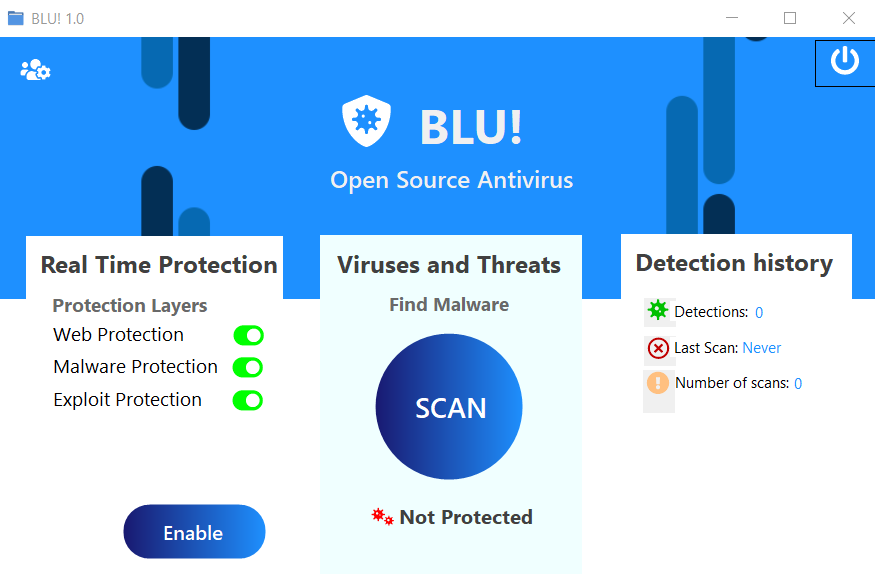 BLU! 1.0
BLU!
Open Source Antivirus
Real Time Protection
Protection Layers
Web Protection
Malware Protection
Exploit Protection
Enable
Viruses and Threats
Find Malware
SCAN
Not Protected
Detection history
Detections: 0
Last Scan: Never
Number of scans: 0